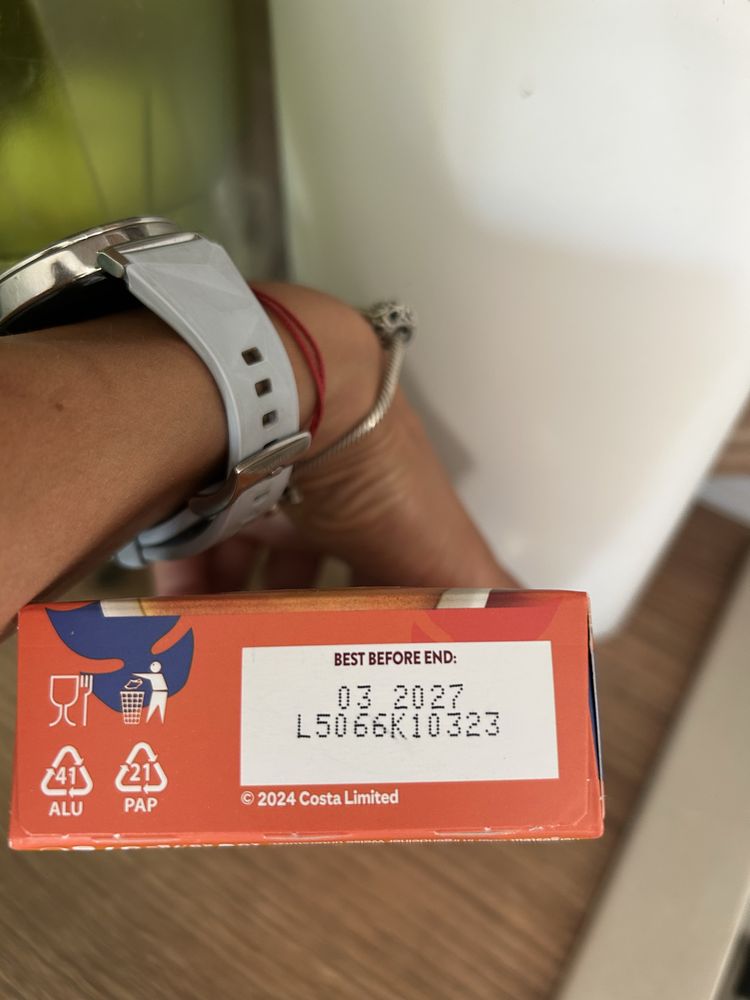 BEST BEFORE END:
03 2027
L5066K10323
41
ALU
21
PAP
© 2024 Costa Limited